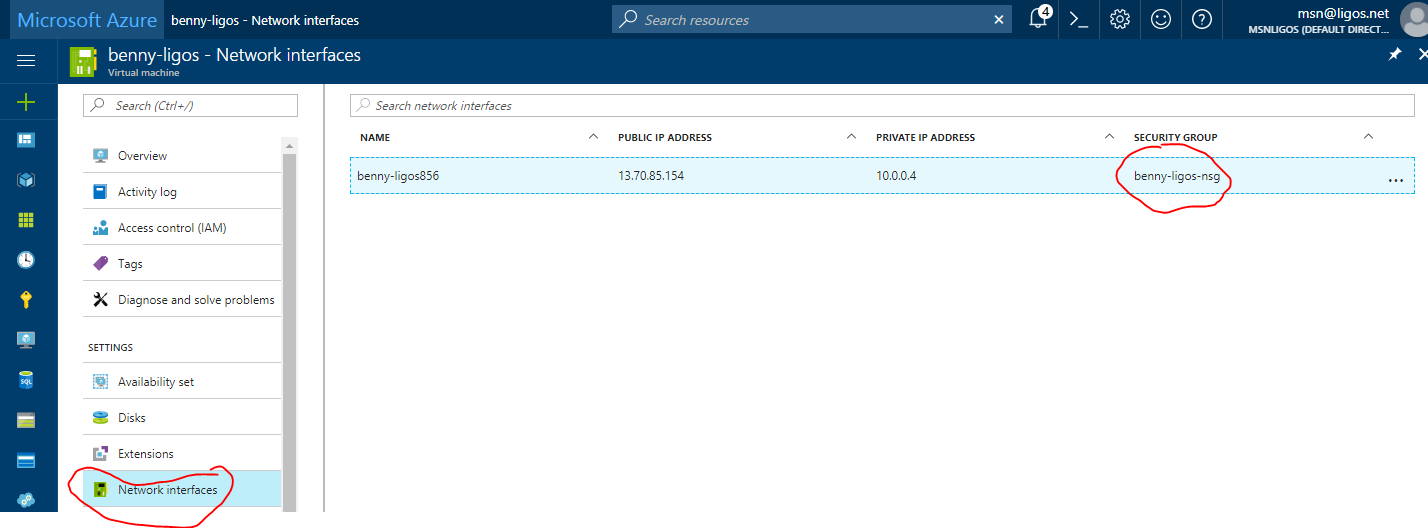 Microsoft Azure benny-ligos - Network interfaces Search resources 4 msn@ligos.net
MSNLIGOS (DEFAULT DIRECT...
benny-ligos - Network interfaces
Virtual machine
Search (Ctrl+/)
Search network interfaces
NAME PUBLIC IP ADDRESS PRIVATE IP ADDRESS SECURITY GROUP
benny-ligos856 13.70.85.154 10.0.0.4 benny-ligos-nsg ...
Overview
Activity log
Access control (IAM)
Tags
Diagnose and solve problems
SETTINGS
Availability set
Disks
SQL
Extensions
Network interfaces